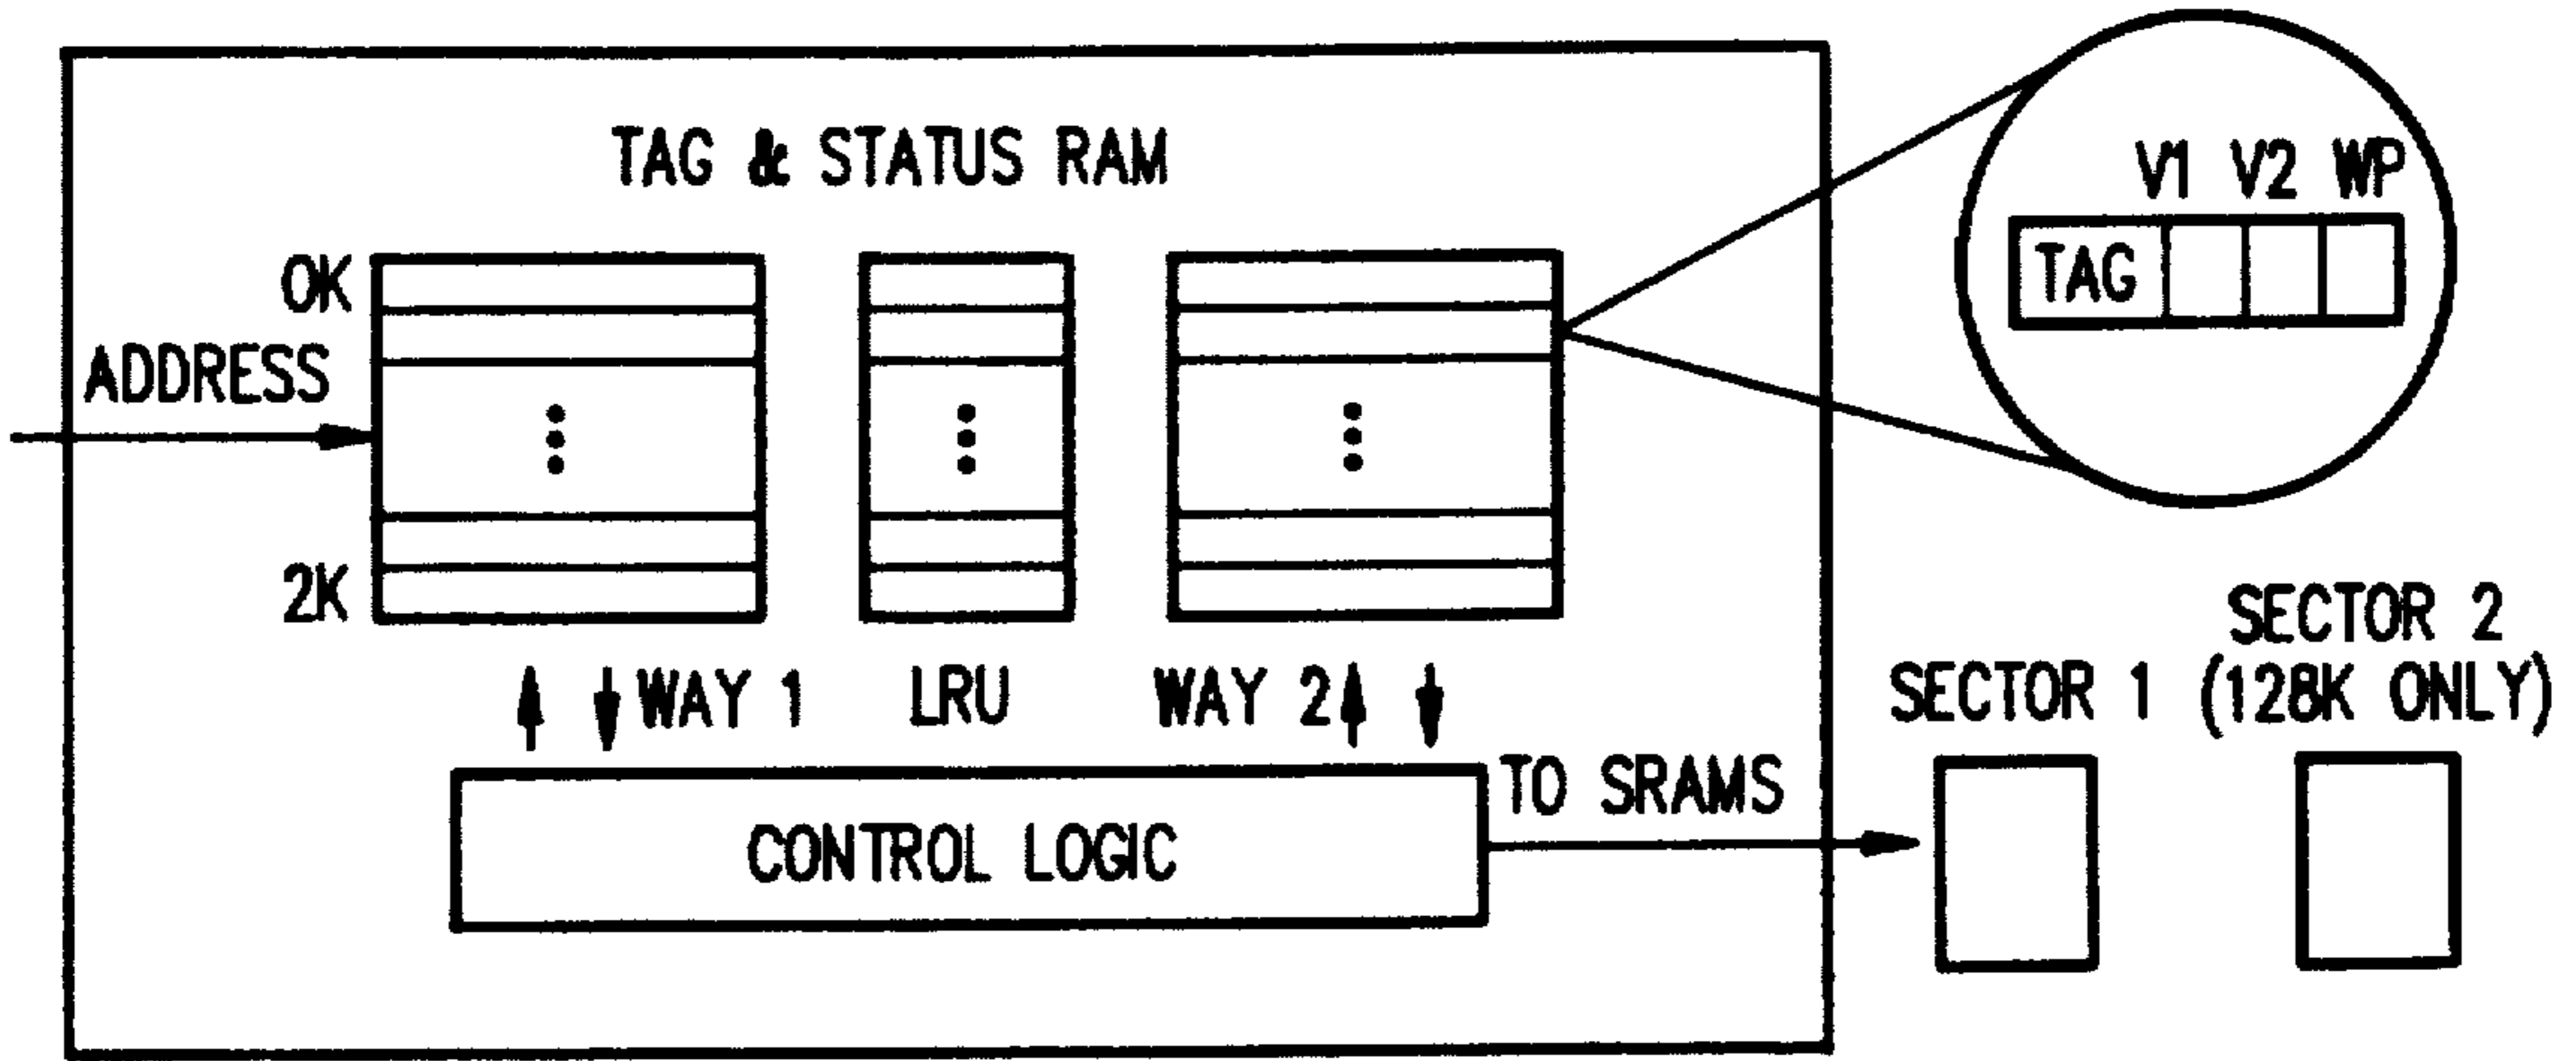 TAG & STATUS RAM
V1 V2 WP
TAG
0K
ADDRESS
2K
WAY 1
LRU
WAY 2
SECTOR 1
SECTOR 2
(128K ONLY)
TO SRAMS
CONTROL LOGIC